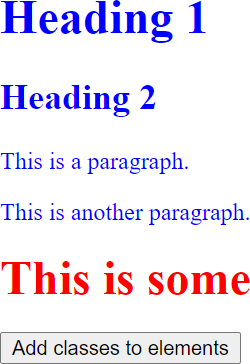 Heading 1
Heading 2
This is a paragraph.
This is another paragraph.
This is some
Add classes to elements